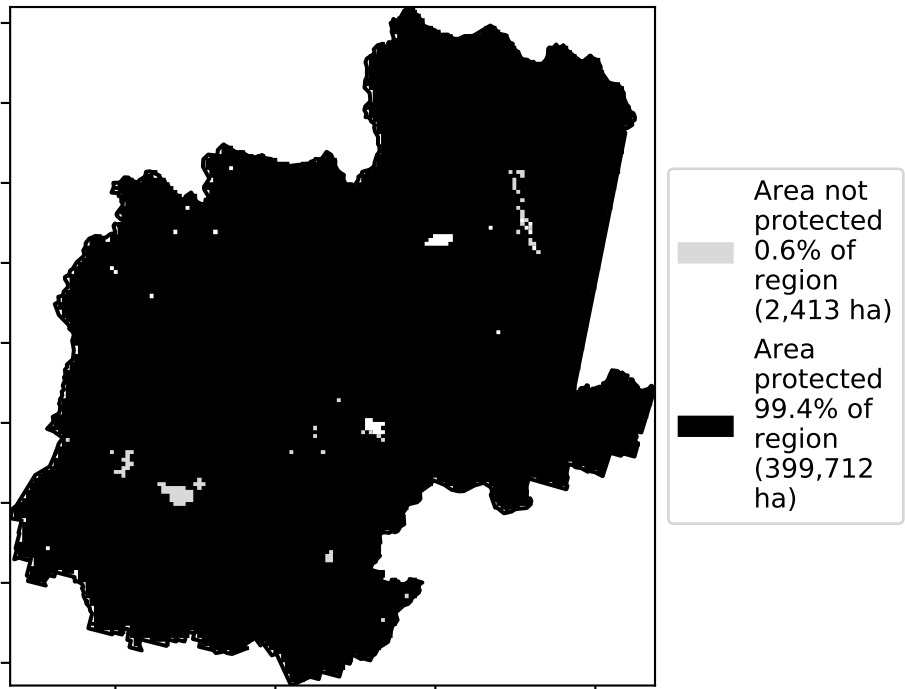 Area not
protected
0.6% of
region
(2,413 ha)
Area
protected
99.4% of
region
(399,712
ha)